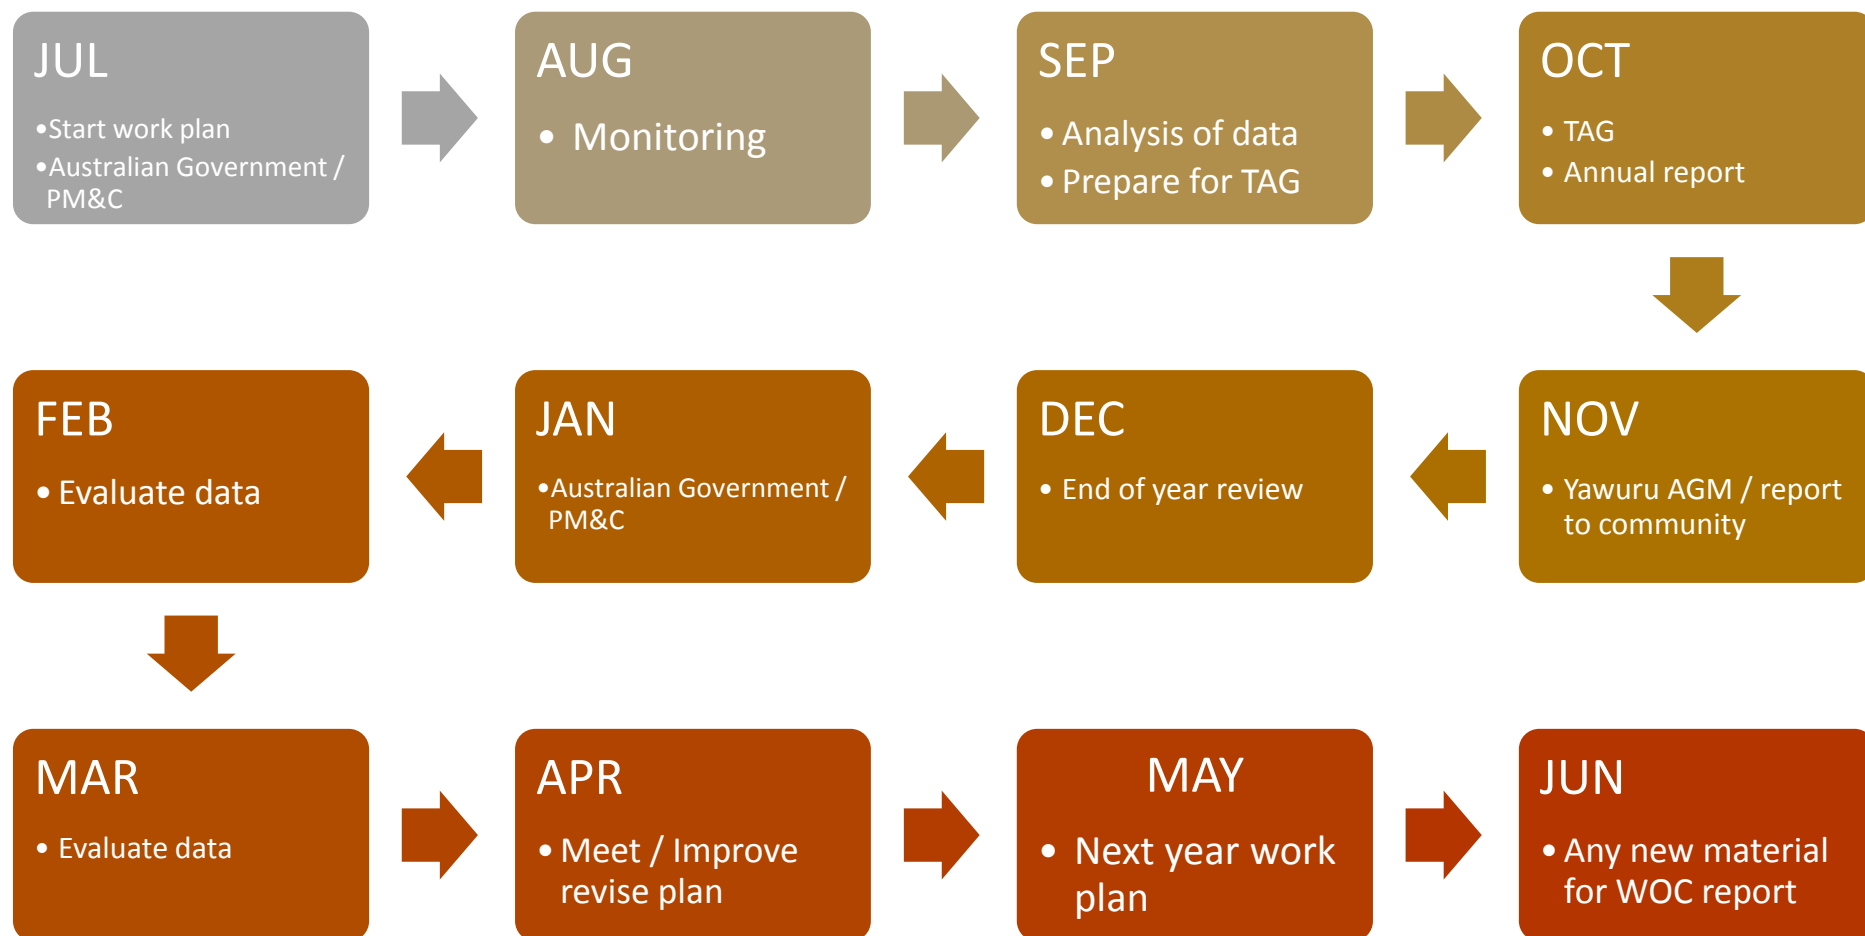 JUL
•Start work plan
•Australian Government /
PM&C
AUG
• Monitoring
SEP
• Analysis of data
• Prepare for TAG
OCT
• TAG
• Annual report
NOV
• Yawuru AGM / report
to community
DEC
• End of year review
JAN
•Australian Government /
PM&C
FEB
• Evaluate data
MAR
• Evaluate data
APR
• Meet / Improve
revise plan
MAY
• Next year work
plan
JUN
• Any new material
for WOC report